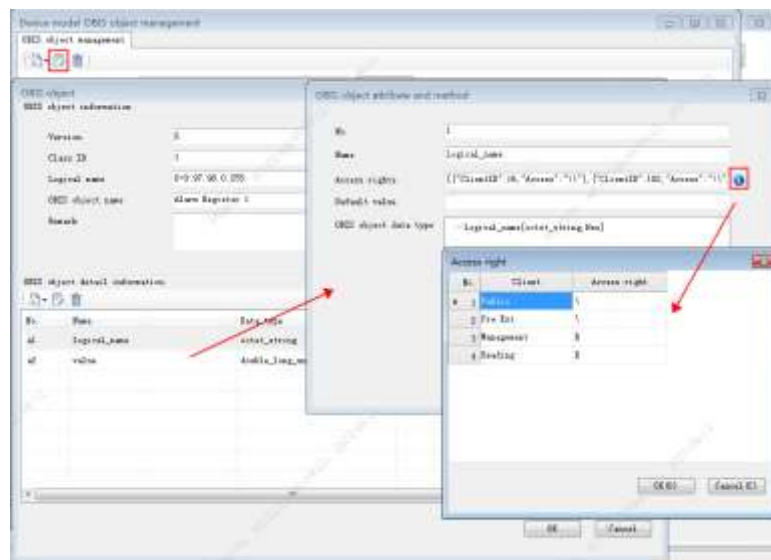 Device model OBIS object management
OBIS object management
OBIS object
OBIS object information
Version
Class ID
1
Logical name
0-0.97.98.0.255
OBIS object name
Alarm Register 1
Remark
OBIS object detail information
No.
Name
Data type
a1
logical_name
octet_string
a2
value
OBIS object attribute and method
No
1
Name
logical_name
Access rights
Default value
OBIS object data type
Logical_name[octet_string Hex]
Access right
No.
Client
Access right
1
Public
\
2
\
3
Management
R
4
Reading
R
OK
Cancel
OK
Cancel